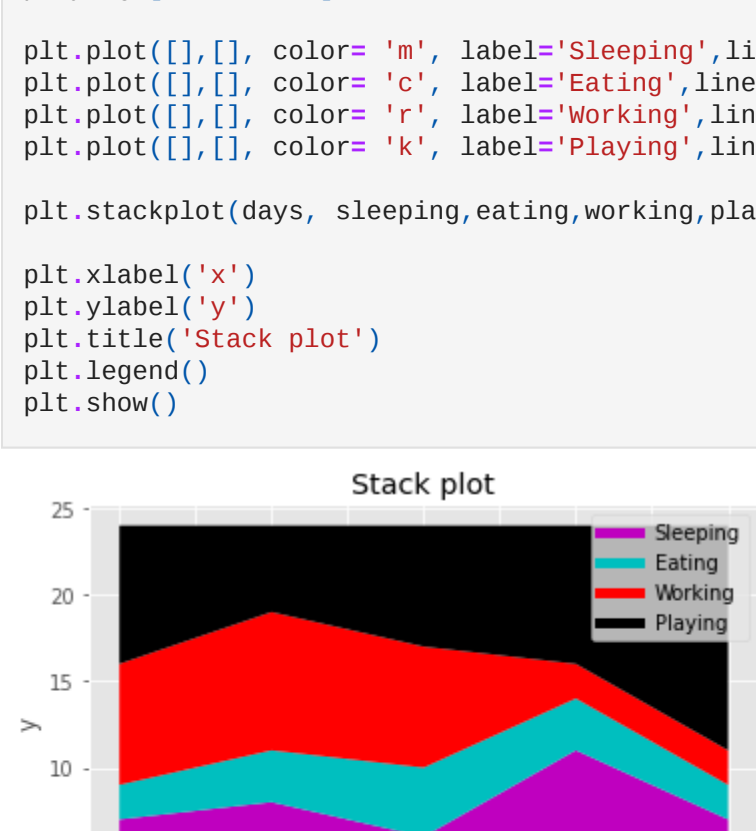 plt.plot([],[], color= 'm', label='Sleeping',li
plt.plot([],[], color= 'c', label='Eating',line
plt.plot([],[], color= 'r', label='Working',lin
plt.plot([],[], color= 'k', label='Playing',lin
plt.stackplot(days, sleeping,eating,working,pla
plt.xlabel('x')
plt.ylabel('y')
plt.title('Stack plot')
plt.legend()
plt.show()
Stack plot
25
Sleeping
Eating
20
Working
Playing
15
y
10